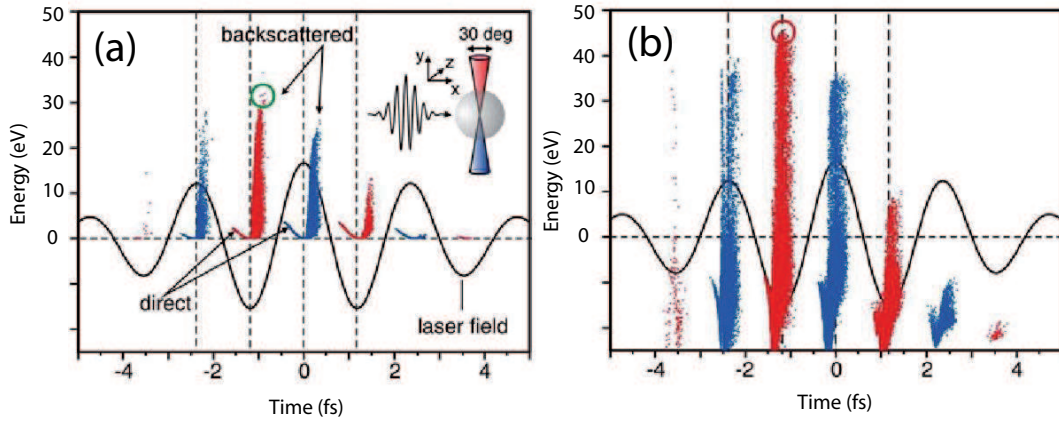 (a)
backscattered
30 deg
y
z
x
direct
laser field
Energy (eV)
50
40
30
20
10
0
-4
-2
0
2
4
Time (fs)
(b)
Energy (eV)
50
40
30
20
10
0
-4
-2
0
2
4
Time (fs)